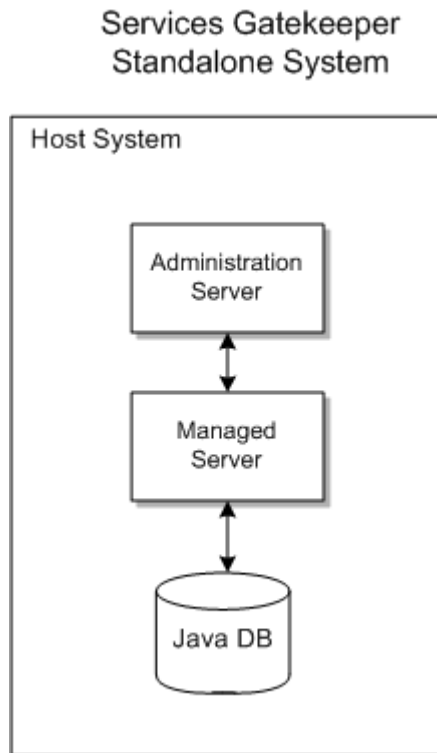 Services Gatekeeper
Standalone System
Host System
Administration
Server
Managed
Server
Java DB